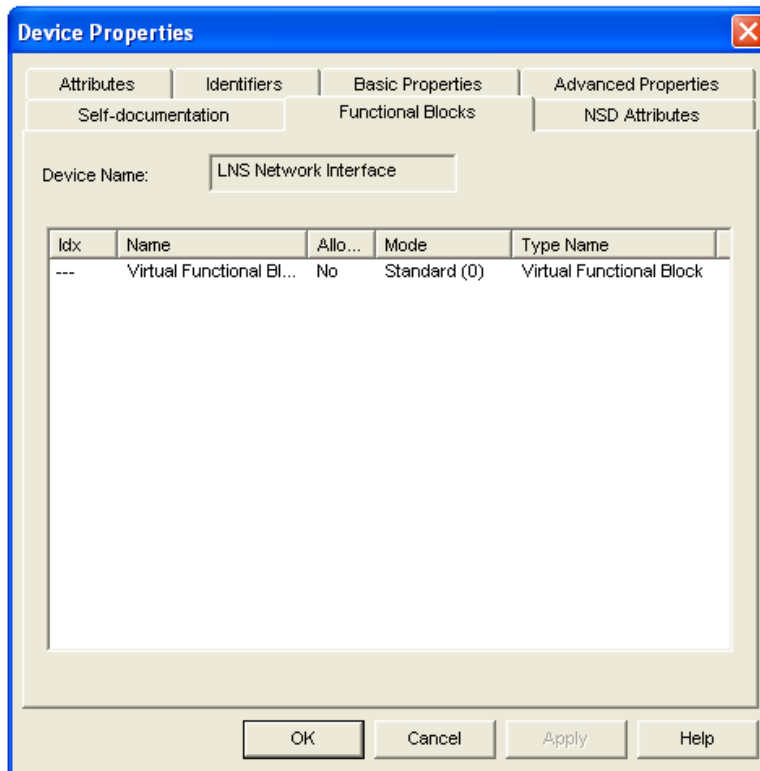 Device Properties
Attributes Identifiers Basic Properties Advanced Properties
Self-documentation Functional Blocks NSD Attributes
Device Name: LNS Network Interface
Idx Name Allo... Mode Type Name
--- Virtual Functional Bl... No Standard (0) Virtual Functional Block
OK Cancel Apply Help